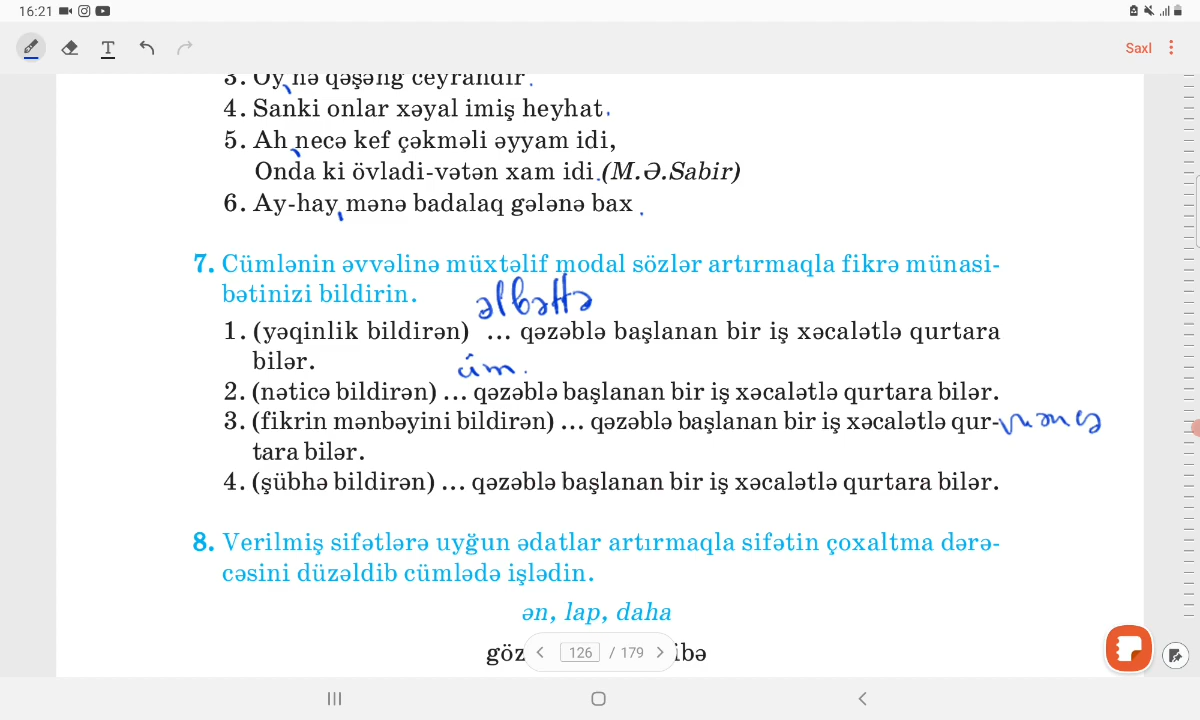 16:21
Saxl
3. Oy, nə qəşəng ceyrandır.
4. Sanki onlar xəyal imiş heyhat.
5. Ah, necə kef çəkməli əyyam idi,
Onda ki övladi-vətən xam idi.(M.Ə.Sabir)
6. Ay-hay, mənə badalaq gələnə bax.
7. Cümlənin əvvəlinə müxtəlif modal sözlər artırmaqla fikrə münasi-
bətinizi bildirin.
əlbəttə
1. (yəqinlik bildirən) ... qəzəblə başlanan bir iş xəcalətlə qurtara
bilər.
üm.
2. (nəticə bildirən) ... qəzəblə başlanan bir iş xəcalətlə qurtara bilər.
3. (fikrin mənbəyini bildirən) ... qəzəblə başlanan bir iş xəcalətlə qur-
tara bilər.
4. (şübhə bildirən) ... qəzəblə başlanan bir iş xəcalətlə qurtara bilər.
8. Verilmiş sifətlərə uyğun ədatlar artırmaqla sifətin çoxaltma dərə-
cəsini düzəldib cümlədə işlədin.
ən, lap, daha
göz
126 / 179
ibə